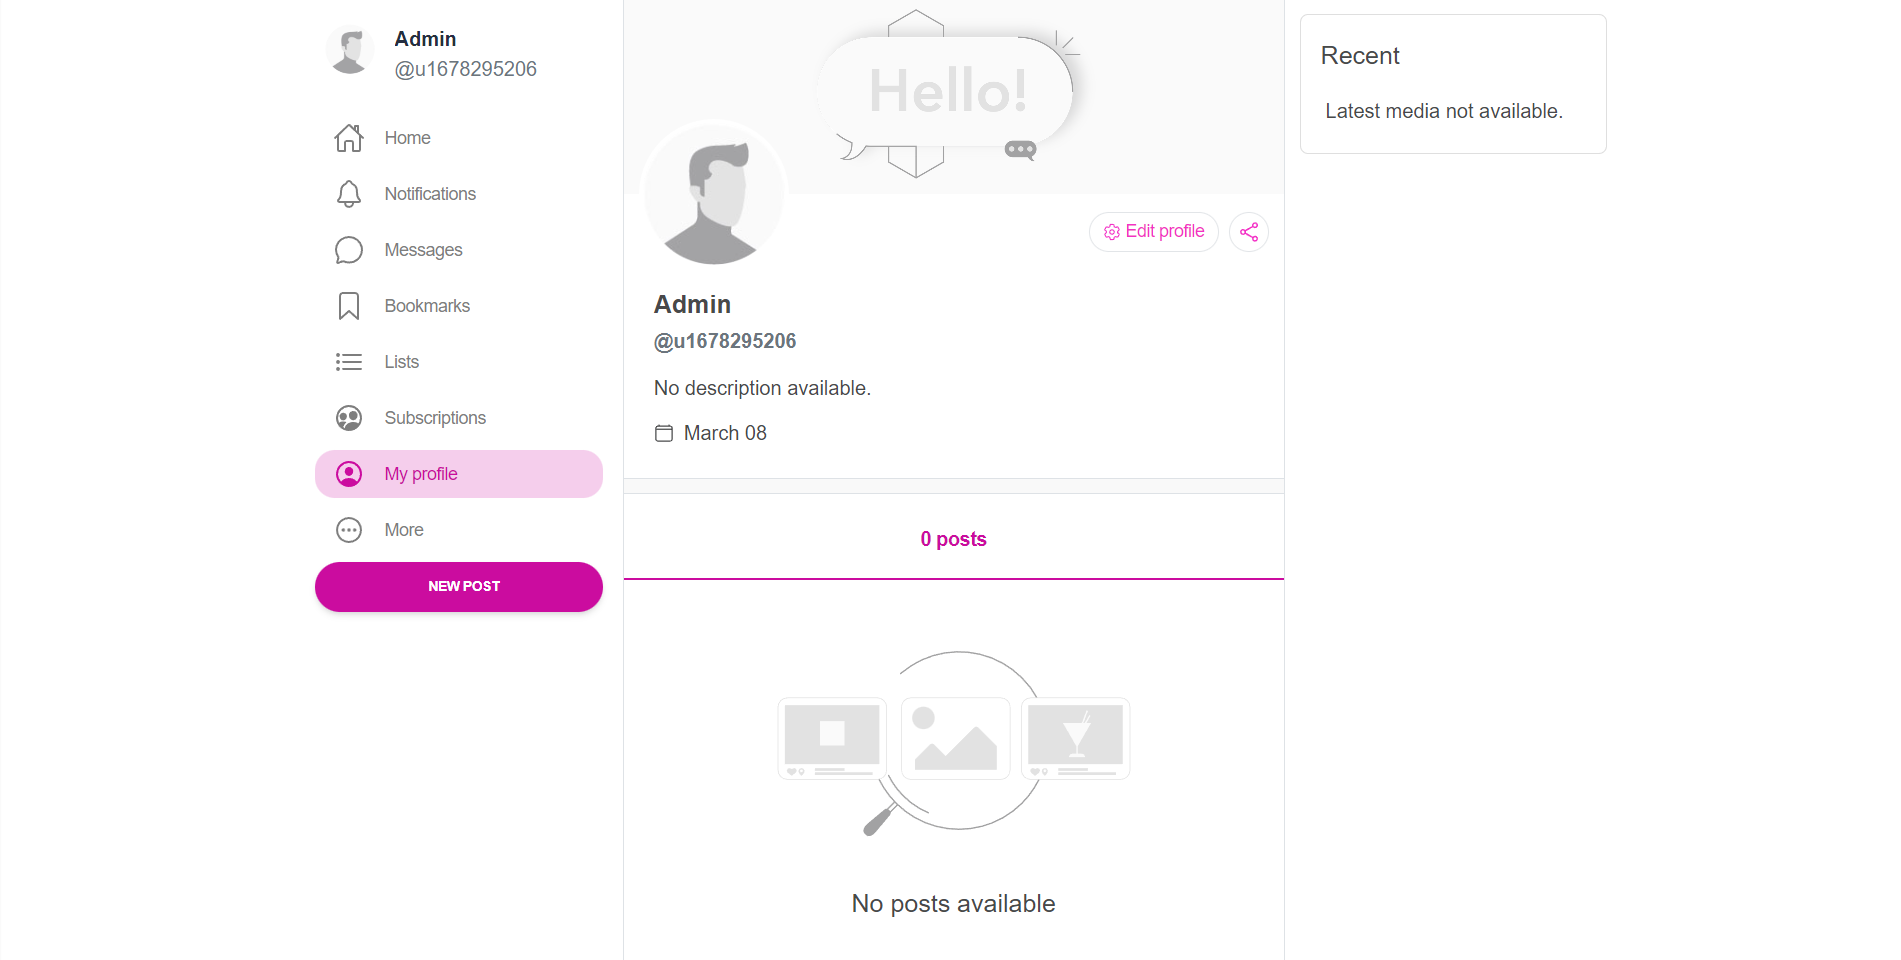 Admin
@u1678295206
Home
Notifications
Messages
Bookmarks
Lists
Subscriptions
My profile
More
NEW POST
Hello!
Edit profile
Admin
@u1678295206
No description available.
March 08
0 posts
No posts available
Recent
Latest media not available.